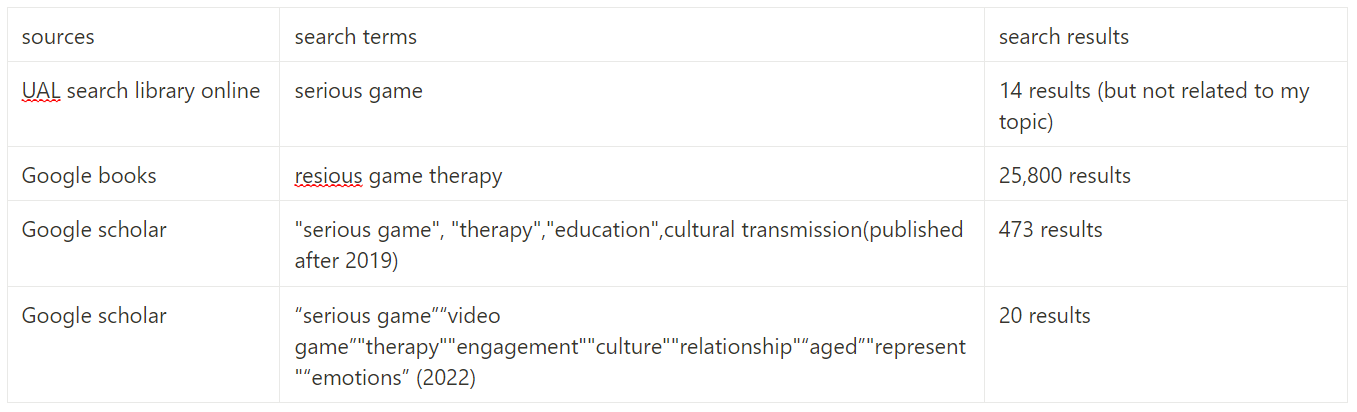 sources search terms search results
UAL search library online serious game 14 results (but not related to my
topic)
Google books resious game therapy 25,800 results
Google scholar "serious game", "therapy","education",cultural transmission(published 473 results
after 2019)
Google scholar “serious game”“video 20 results
game”"therapy""engagement""culture""relationship"“aged”"represent
"“emotions” (2022)